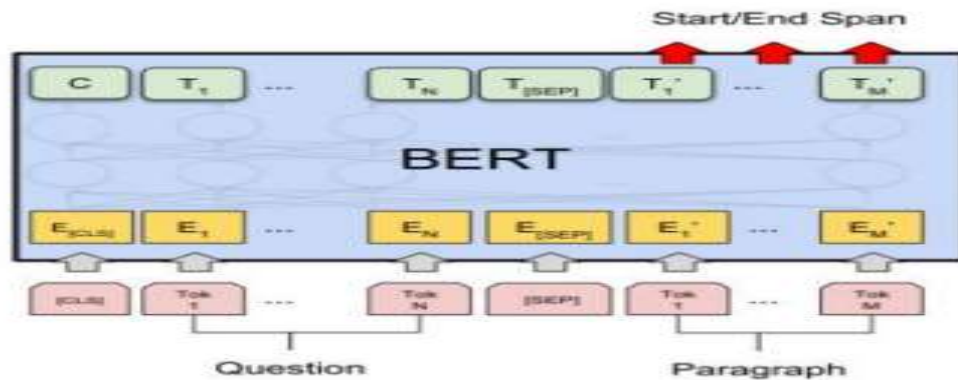 Start/End Span
C T1 ... TN T[SEP] T1' ... TM'
BERT
E[CLS] E1 ... EN E[SEP] E1' ... EM'
[CLS] Tok 1 ... Tok N [SEP] Tok 1 ... Tok M
Question Paragraph